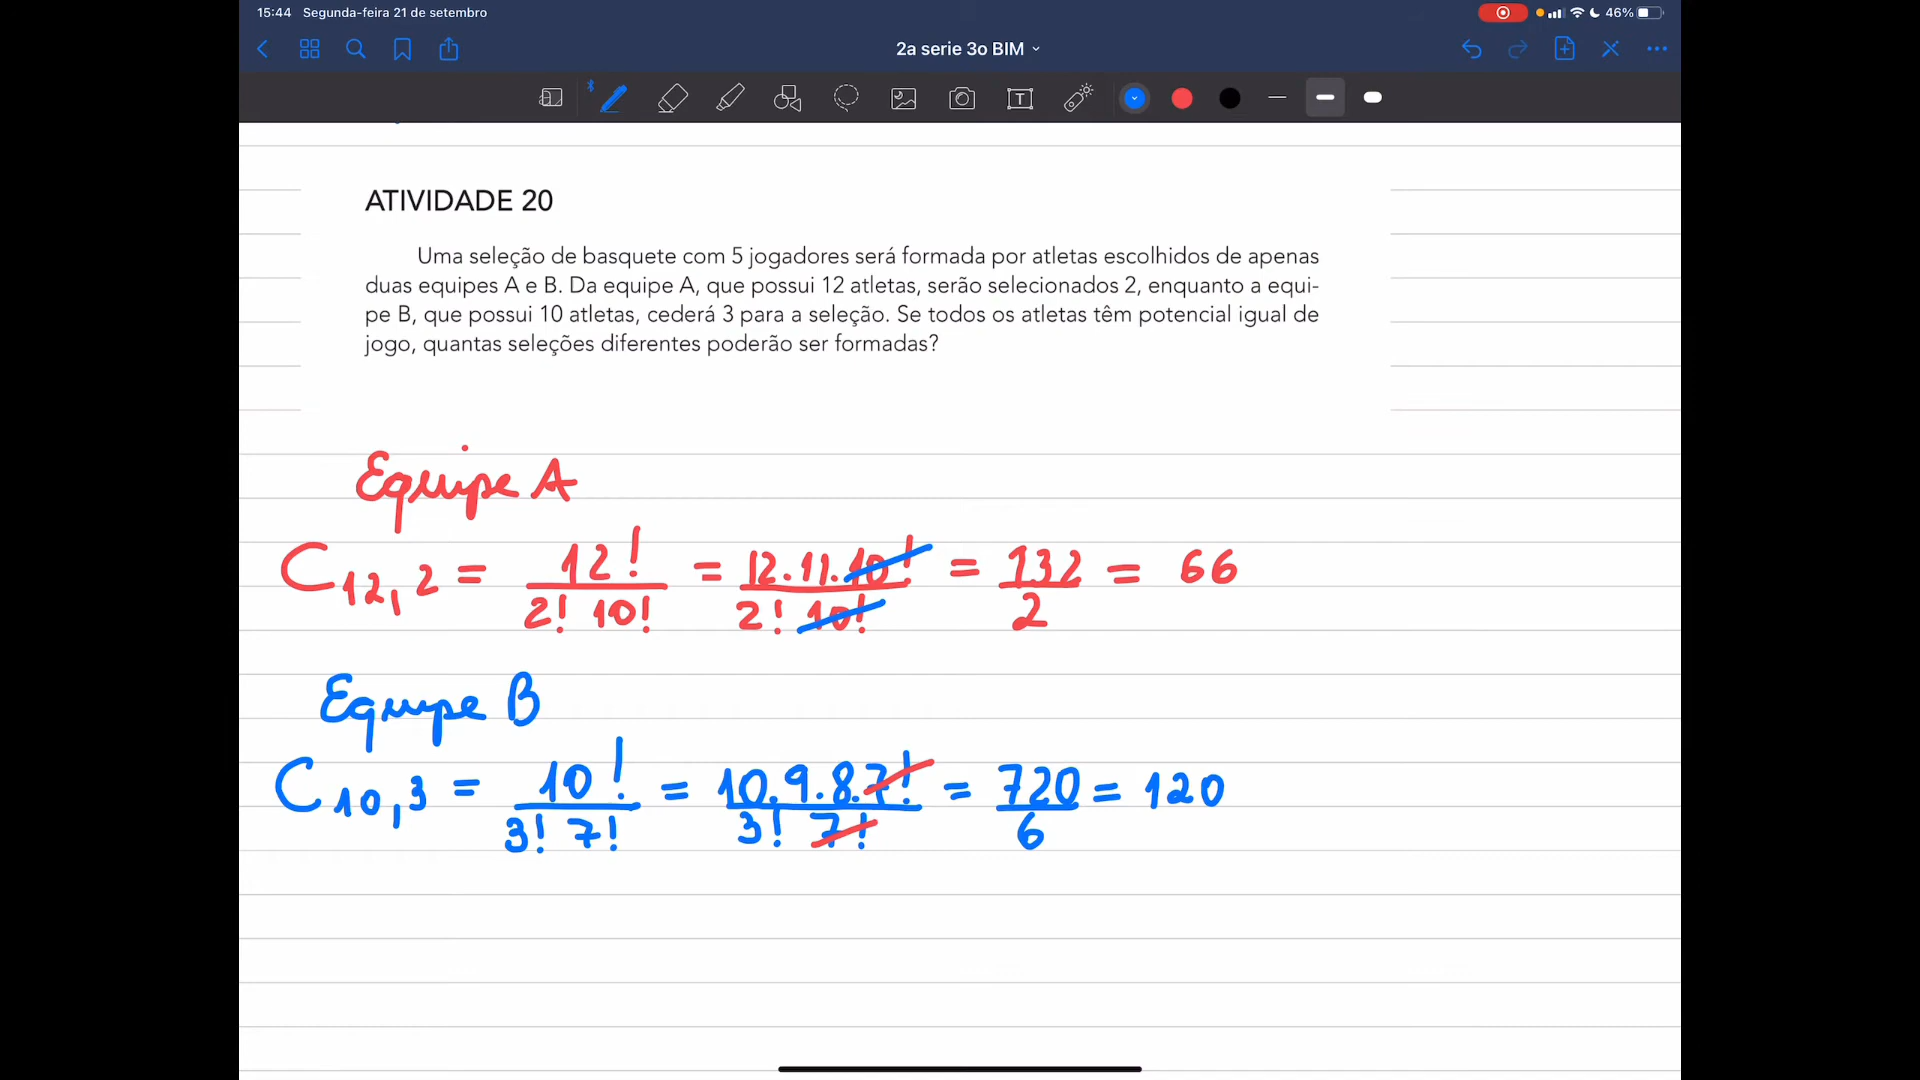 15:44 Segunda-feira 21 de setembro
46%
2a serie 3o BIM
T
ATIVIDADE 20
Uma seleção de basquete com 5 jogadores será formada por atletas escolhidos de apenas
duas equipes A e B. Da equipe A, que possui 12 atletas, serão selecionados 2, enquanto a equi-
pe B, que possui 10 atletas, cederá 3 para a seleção. Se todos os atletas têm potencial igual de
jogo, quantas seleções diferentes poderão ser formadas?
Equipe A
C12,2 = 12!/2! 10! = 12.11.10!/2! 10! = 132/2 = 66
Equipe B
C10,3 = 10!/3! 7! = 10.9.8.7!/3! 7! = 720/6 = 120